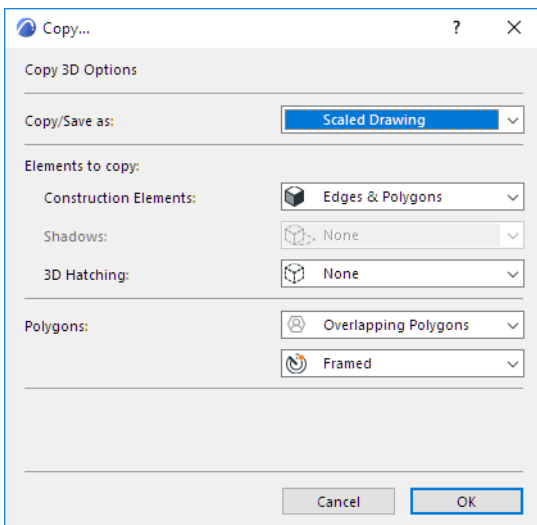 Copy...
?
Copy 3D Options
Copy/Save as: Scaled Drawing
Elements to copy:
Construction Elements: Edges & Polygons
Shadows: None
3D Hatching: None
Polygons: Overlapping Polygons
Framed
Cancel OK